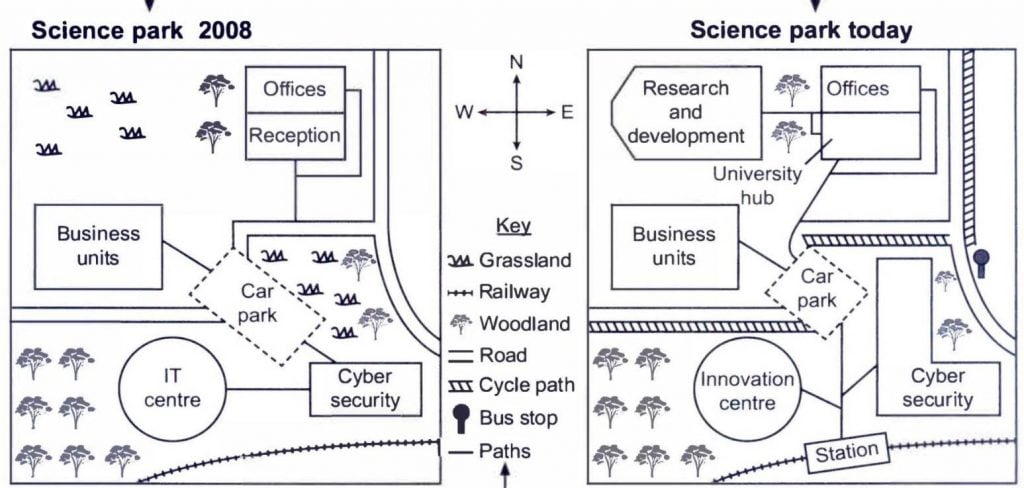 Science park 2008
Offices
Reception
Business
units
Car
park
IT
centre
Cyber
security
N
W
E
S
Key
Grassland
Railway
Woodland
Road
Cycle path
Bus stop
Paths
Science park today
Research
and
development
Offices
University
hub
Business
units
Car
park
Innovation
centre
Cyber
security
Station